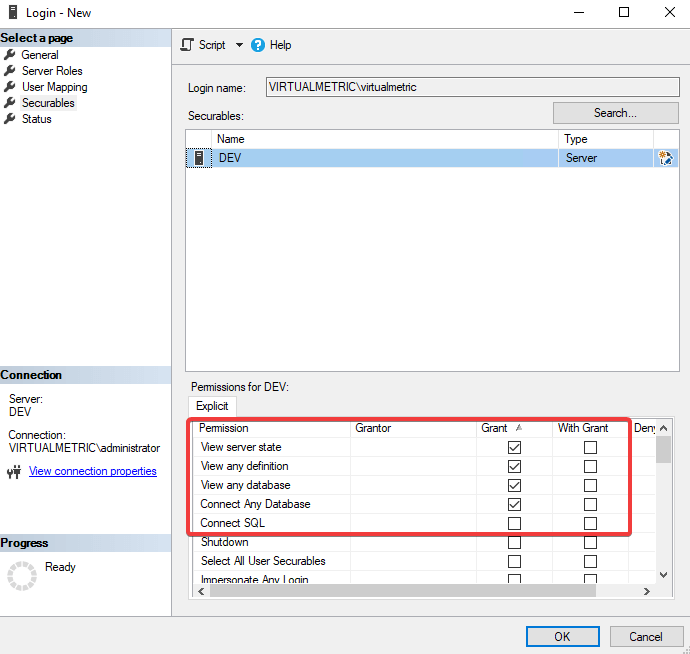 Login - New
Select a page
General
Server Roles
User Mapping
Securables
Status
Script Help
Login name: VIRTUALMETRIC\virtualmetric
Securables: Search...
Name Type
DEV Server
Permissions for DEV:
Explicit
Permission Grantor Grant With Grant Deny
View server state
View any definition
View any database
Connect Any Database
Connect SQL
Shutdown
Select All User Securables
Impersonate Any Login
Connection
Server:
DEV
Connection:
VIRTUALMETRIC\administrator
View connection properties
Progress
Ready
OK Cancel